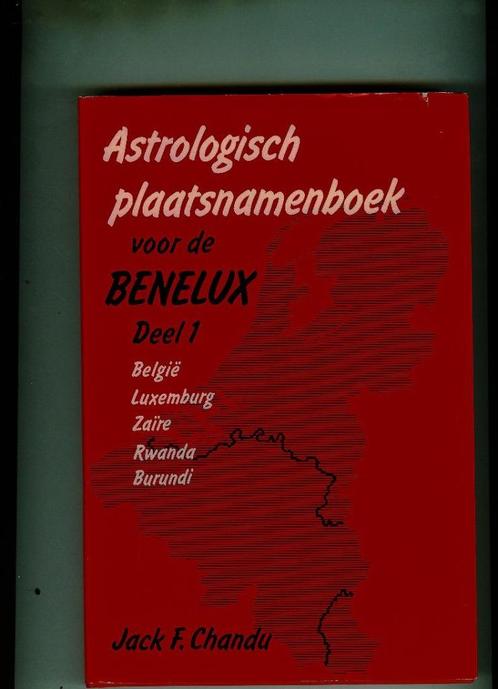 Astrologisch
plaatsnamenboek
voor de
BENELUX
Deel 1
België
Luxemburg
Zaïre
Rwanda
Burundi
Jack F. Chandu